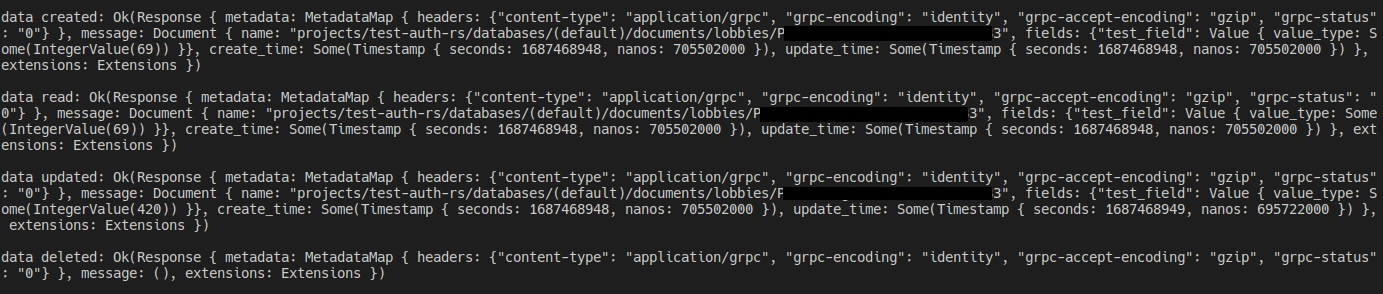 data created: Ok(Response { metadata: MetadataMap { headers: {"content-type": "application/grpc", "grpc-encoding": "identity", "grpc-accept-encoding": "gzip", "grpc-status"
: "0"} }, message: Document { name: "projects/test-auth-rs/databases/(default)/documents/lobbies/P 3", fields: {"test_field": Value { value_type: S
ome(IntegerValue(69)) }}, create_time: Some(Timestamp { seconds: 1687468948, nanos: 705502000 }), update_time: Some(Timestamp { seconds: 1687468948, nanos: 705502000 }) },
extensions: Extensions })
data read: Ok(Response { metadata: MetadataMap { headers: {"content-type": "application/grpc", "grpc-encoding": "identity", "grpc-accept-encoding": "gzip", "grpc-status": "
0"} }, message: Document { name: "projects/test-auth-rs/databases/(default)/documents/lobbies/P 3", fields: {"test_field": Value { value_type: Some
(IntegerValue(69)) }}, create_time: Some(Timestamp { seconds: 1687468948, nanos: 705502000 }), update_time: Some(Timestamp { seconds: 1687468948, nanos: 705502000 }) }, ext
ensions: Extensions })
data updated: Ok(Response { metadata: MetadataMap { headers: {"content-type": "application/grpc", "grpc-encoding": "identity", "grpc-accept-encoding": "gzip", "grpc-status"
: "0"} }, message: Document { name: "projects/test-auth-rs/databases/(default)/documents/lobbies/P 3", fields: {"test_field": Value { value_type: S
ome(IntegerValue(420)) }}, create_time: Some(Timestamp { seconds: 1687468948, nanos: 705502000 }), update_time: Some(Timestamp { seconds: 1687468949, nanos: 695722000 }) },
extensions: Extensions })
data deleted: Ok(Response { metadata: MetadataMap { headers: {"content-type": "application/grpc", "grpc-encoding": "identity", "grpc-accept-encoding": "gzip", "grpc-status"
: "0"} }, message: (), extensions: Extensions })